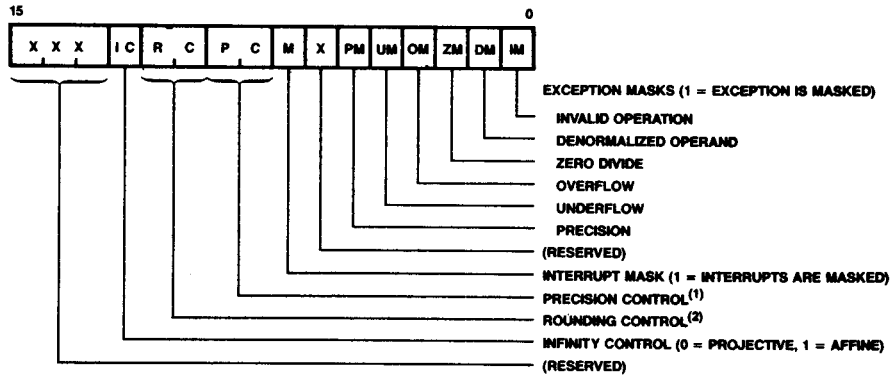 15 0
X X X I C R C P C M X PM UM OM ZM DM IM
EXCEPTION MASKS (1 = EXCEPTION IS MASKED)
INVALID OPERATION
DENORMALIZED OPERAND
ZERO DIVIDE
OVERFLOW
UNDERFLOW
PRECISION
(RESERVED)
INTERRUPT MASK (1 = INTERRUPTS ARE MASKED)
PRECISION CONTROL(1)
ROUNDING CONTROL(2)
INFINITY CONTROL (0 = PROJECTIVE, 1 = AFFINE)
(RESERVED)